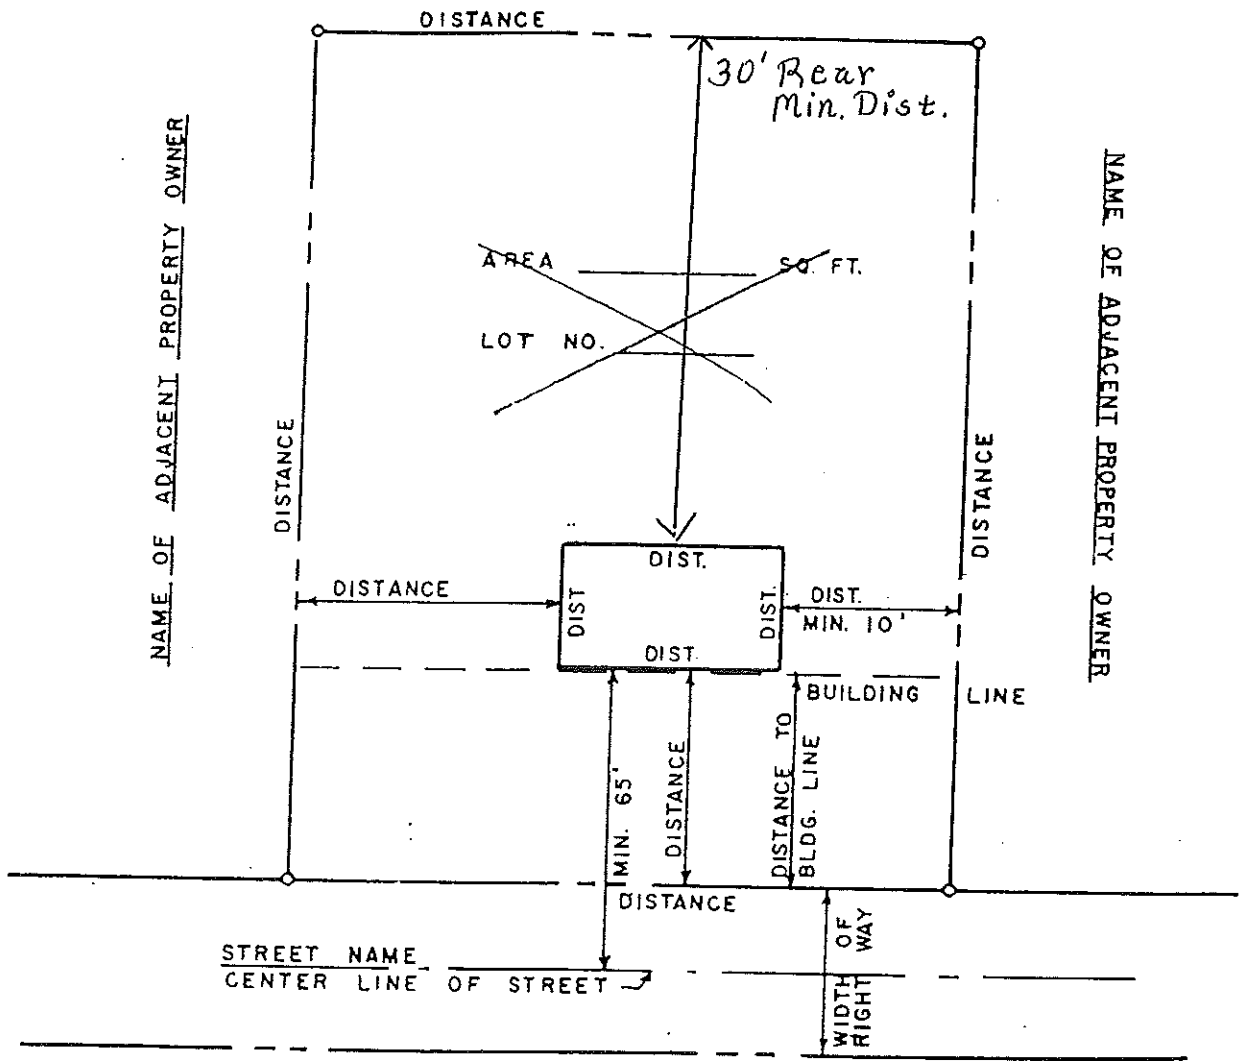 DISTANCE
30' Rear
Min. Dist.
NAME OF ADJACENT PROPERTY OWNER
NAME OF ADJACENT PROPERTY OWNER
AREA SQ. FT.
LOT NO.
DISTANCE
DISTANCE
DIST.
DISTANCE
DIST
DIST.
DIST.
MIN. 10'
DIST.
BUILDING LINE
MIN. 65'
DISTANCE
DISTANCE TO
BLDG. LINE
DISTANCE
STREET NAME
CENTER LINE OF STREET
WIDTH OF
RIGHT WAY